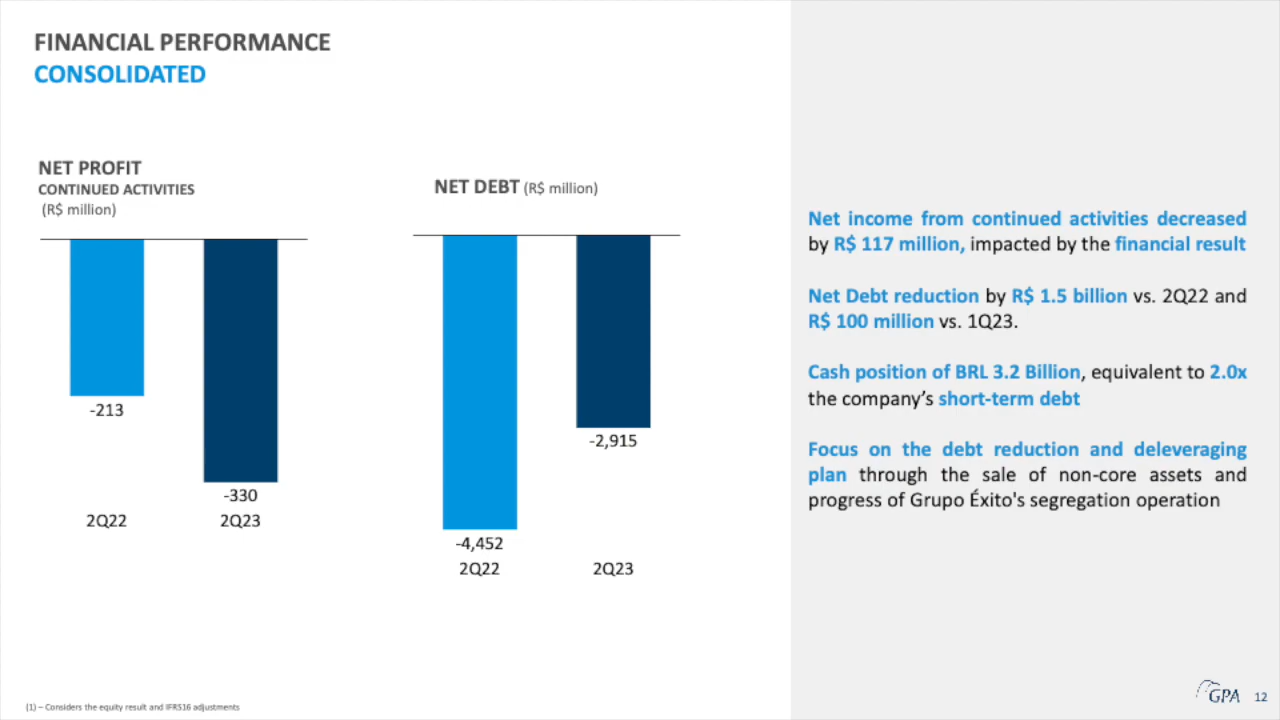 FINANCIAL PERFORMANCE
CONSOLIDATED
NET PROFIT
CONTINUED ACTIVITIES
(R$ million)
-213
-330
2Q22 2Q23
NET DEBT (R$ million)
-2,915
-4,452
2Q22 2Q23
Net income from continued activities decreased
by R$ 117 million, impacted by the financial result
Net Debt reduction by R$ 1.5 billion vs. 2Q22 and
R$ 100 million vs. 1Q23.
Cash position of BRL 3.2 Billion, equivalent to 2.0x
the company’s short-term debt
Focus on the debt reduction and deleveraging
plan through the sale of non-core assets and
progress of Grupo Éxito's segregation operation
(1) – Considers the equity result and IFRS16 adjustments
GPA 12